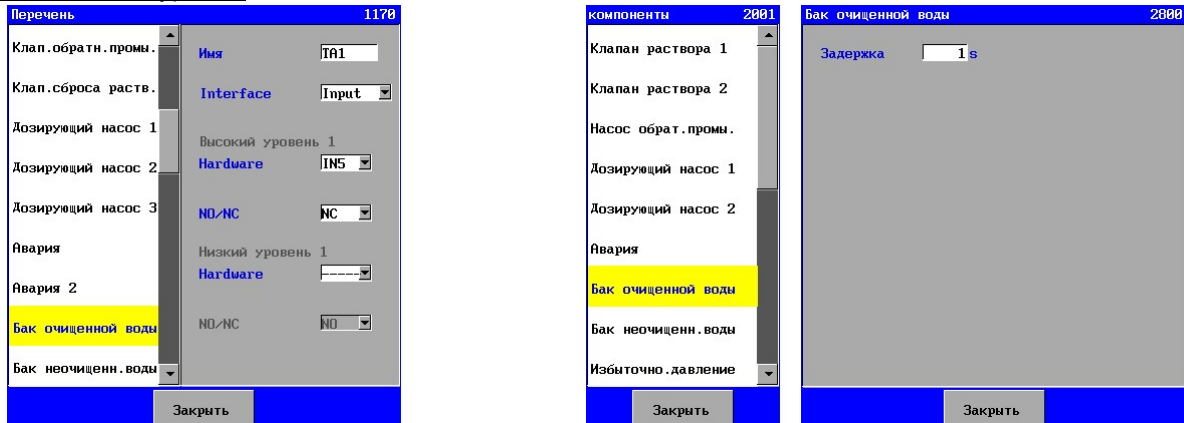 Перечень 1170
Клап.обратн.промы.
Клап.сброса раств.
Дозирующий насос 1
Дозирующий насос 2
Дозирующий насос 3
Авария
Авария 2
Бак очищенной воды
Бак неочищенн.воды
Имя TA1
Interface Input
Высокий уровень 1
Hardware IN5
NO/NC NC
Низкий уровень 1
Hardware -----
NO/NC NO
Закрыть
компоненты 2001
Клапан раствора 1
Клапан раствора 2
Насос обрат.промы.
Дозирующий насос 1
Дозирующий насос 2
Авария
Бак очищенной воды
Бак неочищенн.воды
Избыточно.давление
Закрыть
Бак очищенной воды 2800
Задержка 1 s
Закрыть